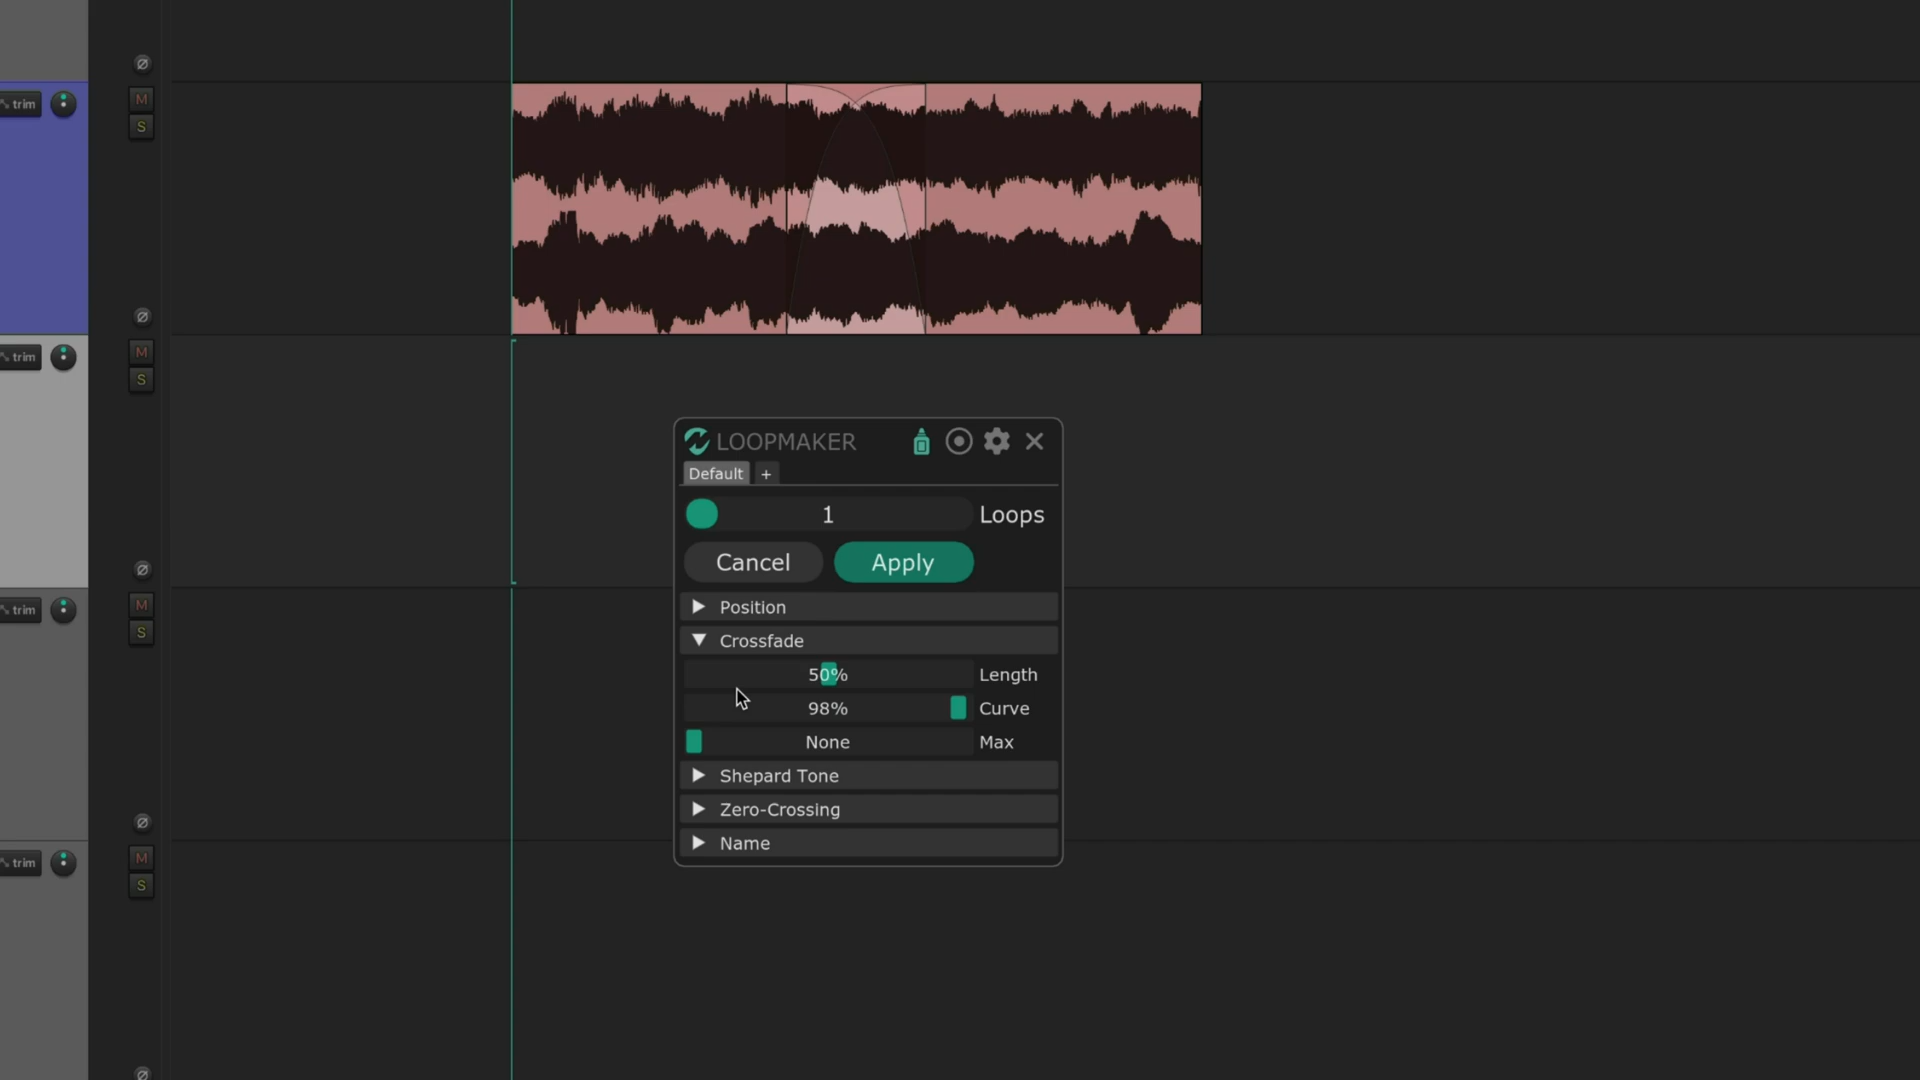 M
trim
S
M
trim
S
LOOPMAKER
Default +
1 Loops
Cancel Apply
Position
M
trim
S
Crossfade
50% Length
98% Curve
None Max
Shepard Tone
Zero-Crossing
Name
M
trim
S